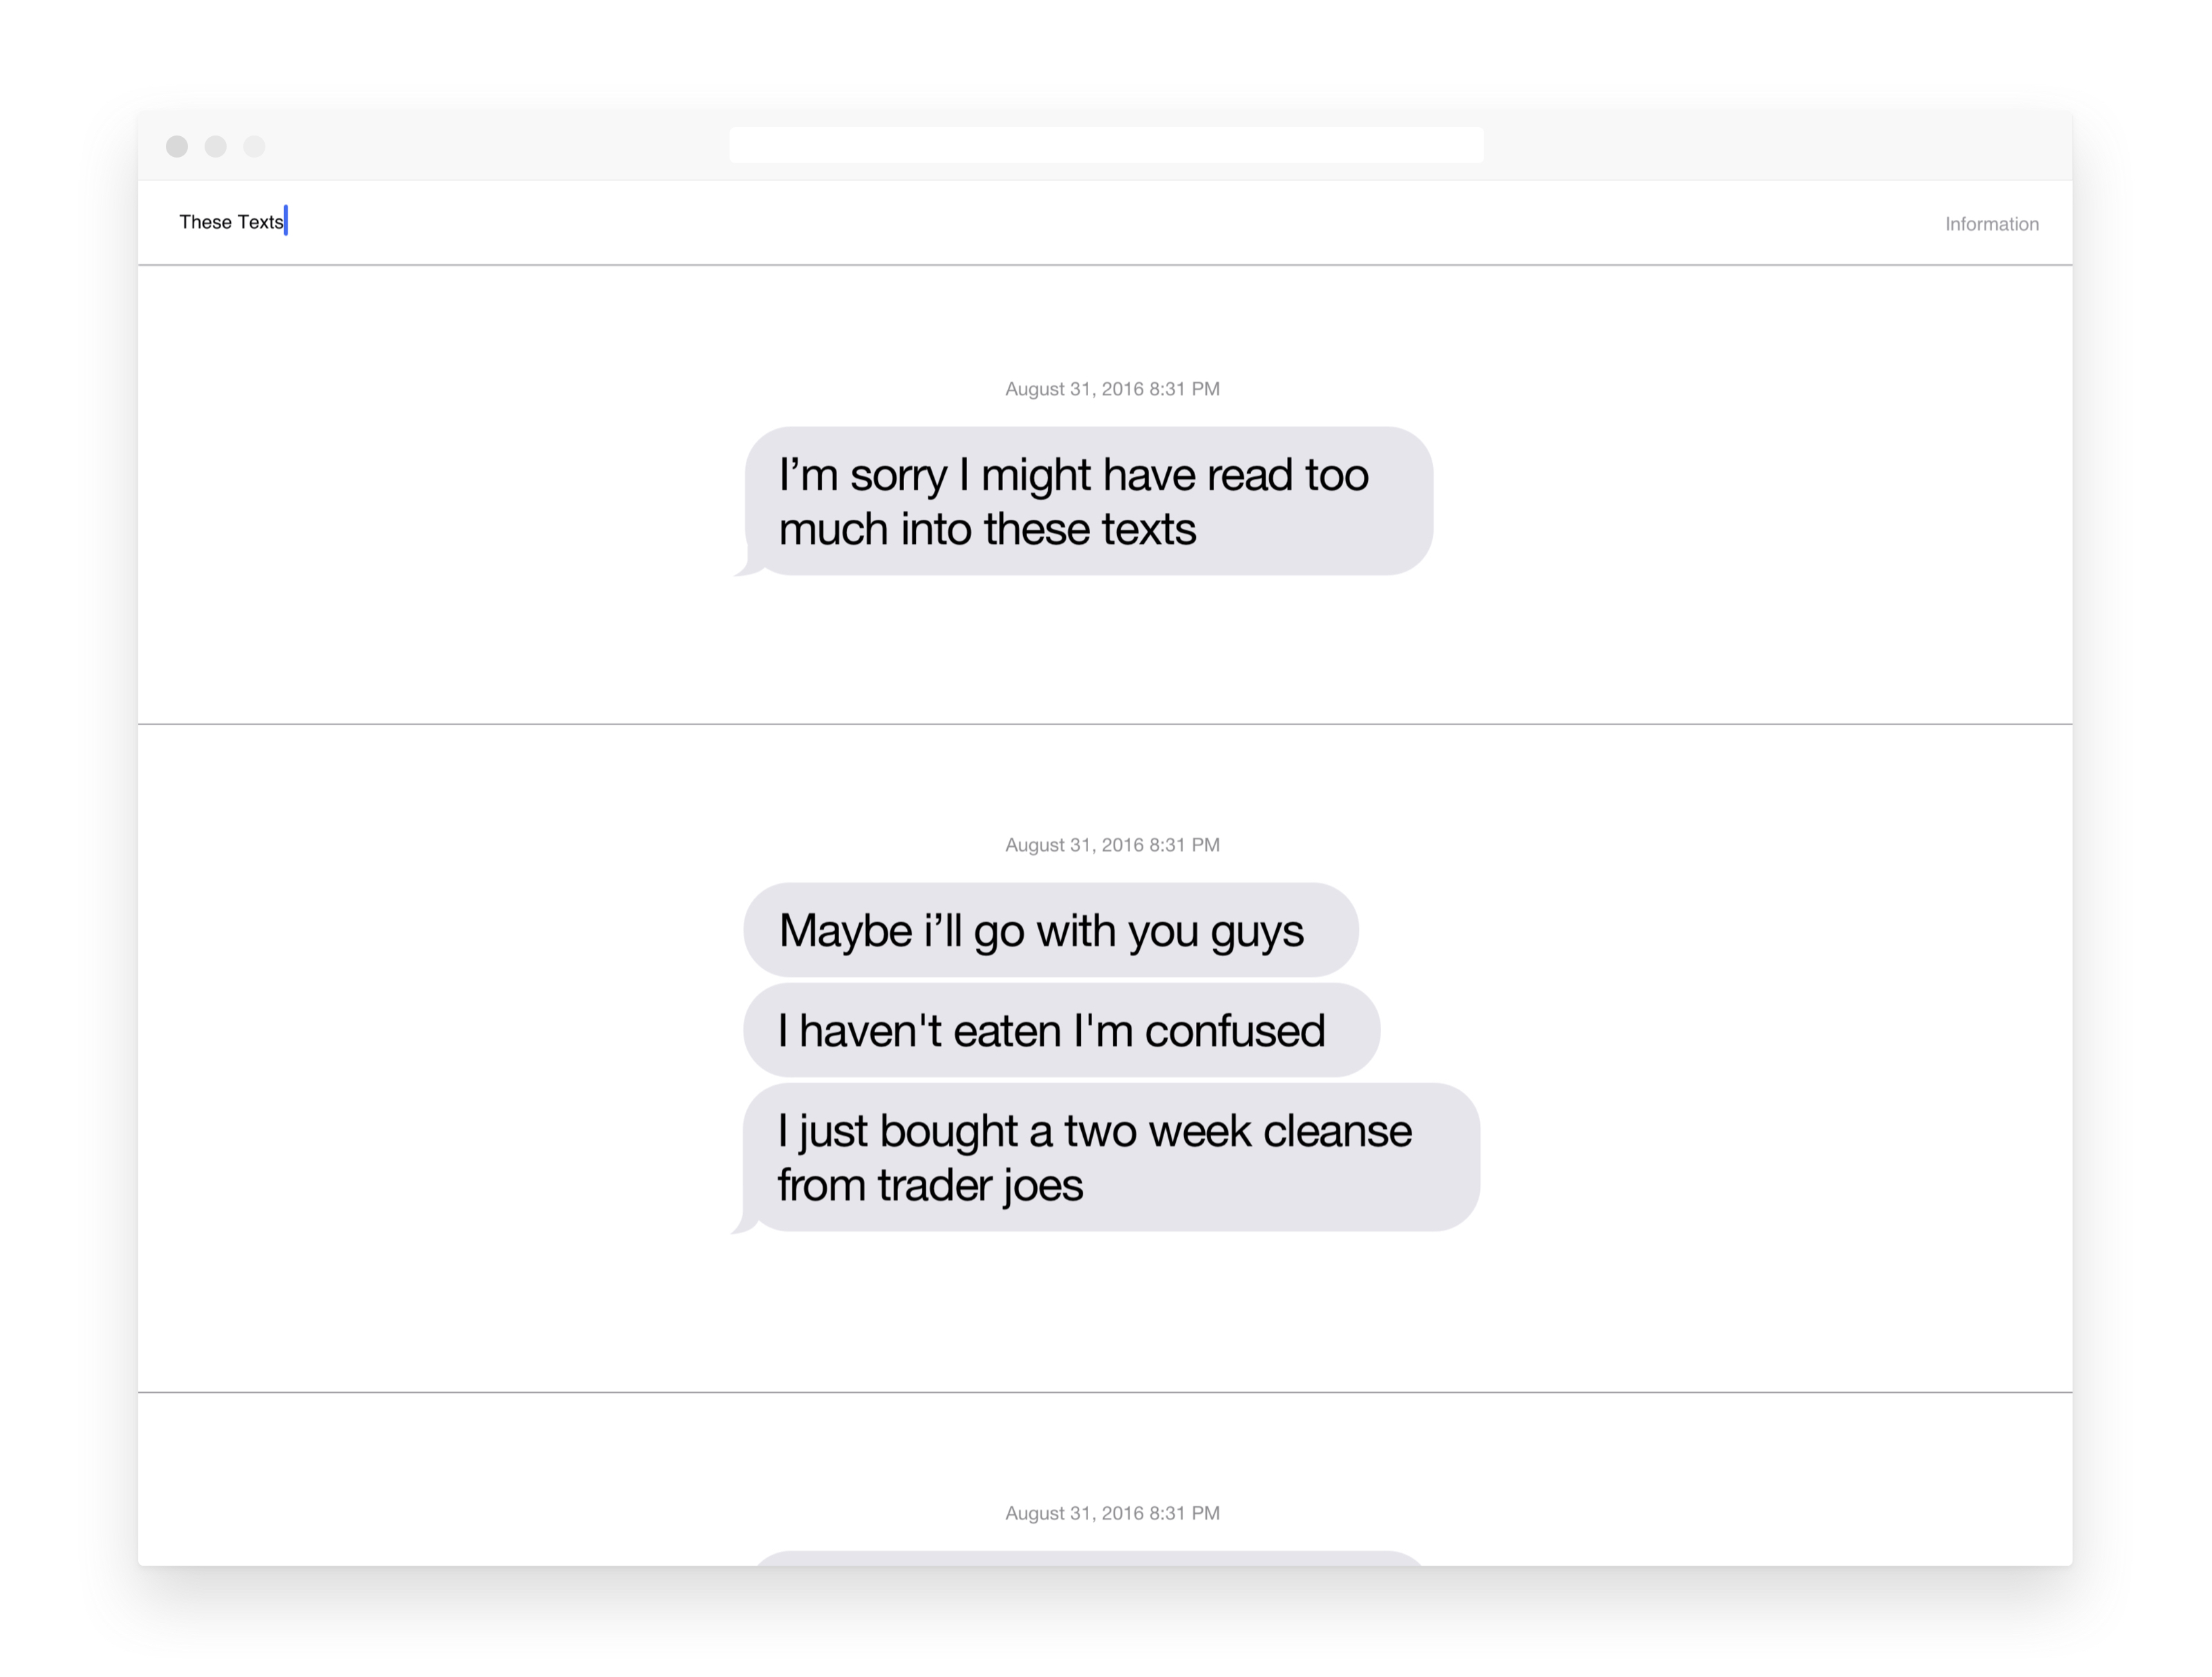 These Texts
Information
August 31, 2016 8:31 PM
I’m sorry I might have read too
much into these texts
August 31, 2016 8:31 PM
Maybe i’ll go with you guys
I haven't eaten I'm confused
I just bought a two week cleanse
from trader joes
August 31, 2016 8:31 PM